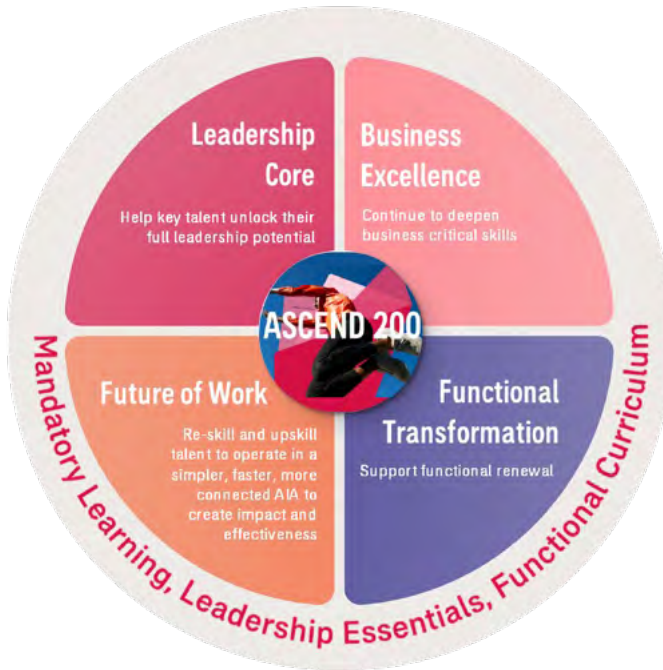 Leadership
Core
Help key talent unlock their
full leadership potential
Business
Excellence
Continue to deepen
business critical skills
ASCEND 200
Future of Work
Re-skill and upskill
talent to operate in a
simpler, faster, more
connected AIA to
create impact and
effectiveness
Functional
Transformation
Support functional renewal
Mandatory Learning, Leadership Essentials, Functional Curriculum